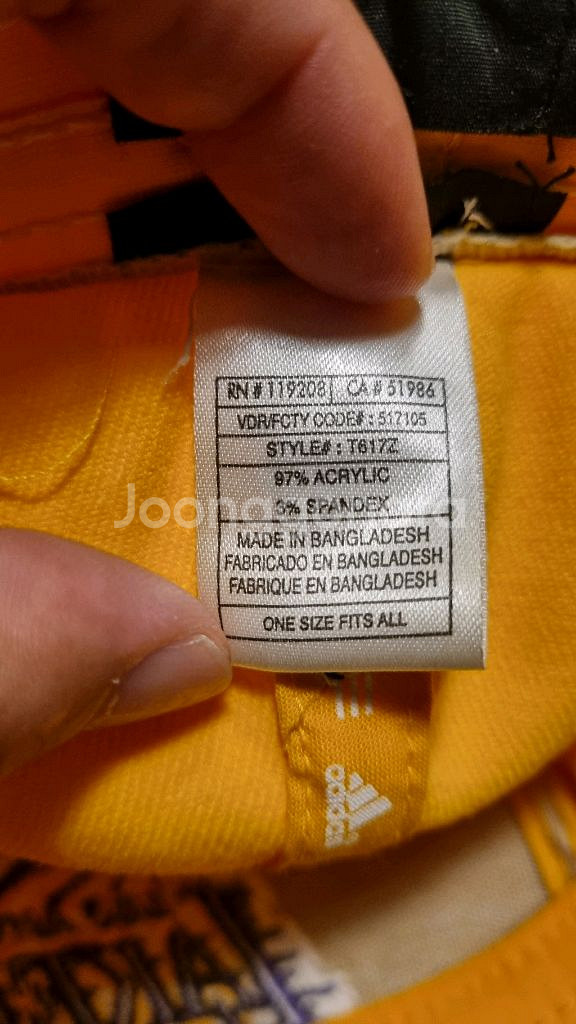 RN # 119208 CA # 51986
VDR/FCTY CODE# : 517105
STYLE# : T617Z
97% ACRYLIC
3% SPANDEX
MADE IN BANGLADESH
FABRICADO EN BANGLADESH
FABRIQUE EN BANGLADESH
ONE SIZE FITS ALL
adidas